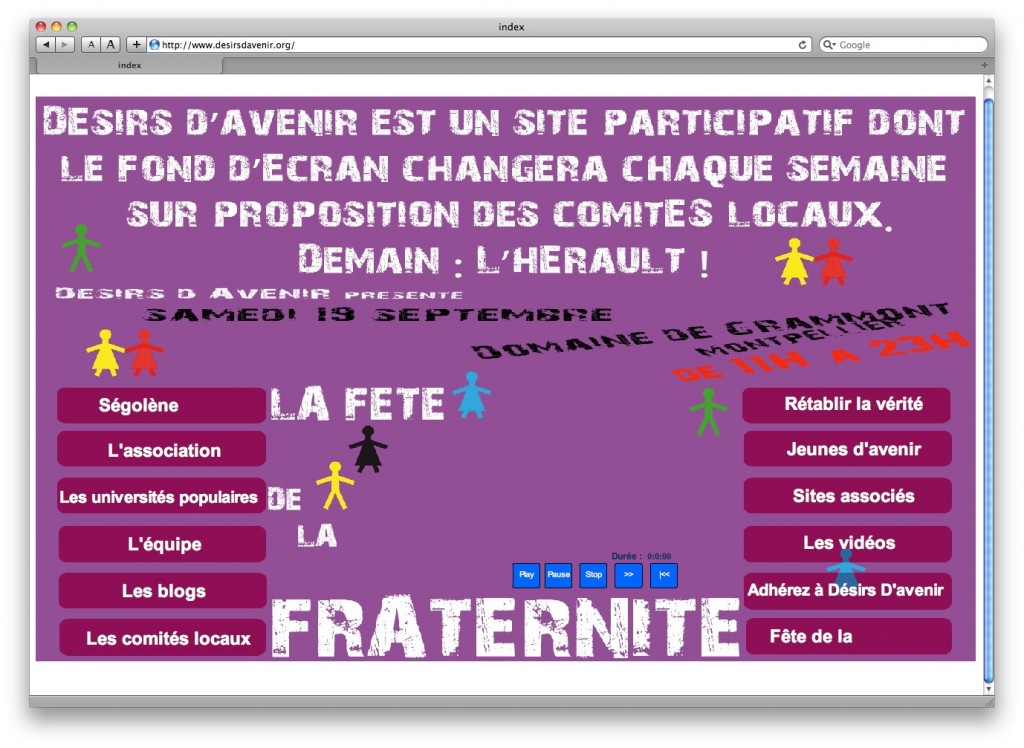 index
A A + http://www.desirsdavenir.org/ Google
index
DESIRS D'AVENIR EST UN SITE PARTICIPATIF DONT
LE FOND D'ECRAN CHANGERA CHAQUE SEMAINE
SUR PROPOSITION DES COMITES LOCAUX.
DEMAIN : L'HERAULT !
DESIRS D AVENIR PRESENTE
SAMEDI 19 SEPTEMBRE
DOMAINE DE GRAMMONT
MONTPELLIER
DE 11H A 23H
LA FETE
DE
LA
FRATERNITE
Ségolène
L'association
Les universités populaires
L'équipe
Les blogs
Les comités locaux
Durée : 0:0:00
Play Pause Stop >> |<<
Rétablir la vérité
Jeunes d'avenir
Sites associés
Les vidéos
Adhérez à Désirs D'avenir
Fête de la